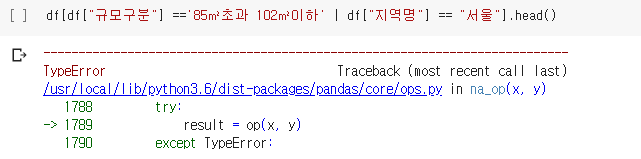 [ ] df[df["규모구분"] =='85㎡초과 102㎡이하' | df["지역명"] == "서울"].head()
---------------------------------------------------------------------------
TypeError                                 Traceback (most recent call last)
/usr/local/lib/python3.6/dist-packages/pandas/core/ops.py in na_op(x, y)
   1788         try:
-> 1789             result = op(x, y)
   1790         except TypeError: